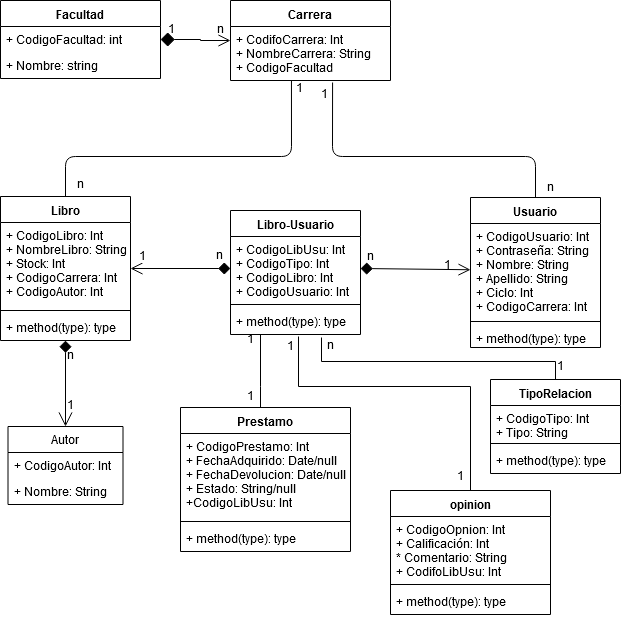 Facultad
+ CodigoFacultad: int
+ Nombre: string
1
n
Carrera
+ CodifoCarrera: Int
+ NombreCarrera: String
+ CodigoFacultad
1
1
n
n
Libro
+ CodigoLibro: Int
+ NombreLibro: String
+ Stock: Int
+ CodigoCarrera: Int
+ CodigoAutor: Int
+ method(type): type
1
n
Libro-Usuario
+ CodigoLibUsu: Int
+ CodigoTipo: Int
+ CodigoLibro: Int
+ CodigoUsuario: Int
+ method(type): type
n
1
Usuario
+ CodigoUsuario: Int
+ Contraseña: String
+ Nombre: String
+ Apellido: String
+ Ciclo: Int
+ CodigoCarrera: Int
+ method(type): type
n
1
Autor
+ CodigoAutor: Int
+ Nombre: String
1
1
n
1
1
1
Prestamo
+ CodigoPrestamo: Int
+ FechaAdquirido: Date/null
+ FechaDevolucion: Date/null
+ Estado: String/null
+CodigoLibUsu: Int
+ method(type): type
TipoRelacion
+ CodigoTipo: Int
+ Tipo: String
+ method(type): type
opinion
+ CodigoOpnion: Int
+ Calificación: Int
* Comentario: String
+ CodifoLibUsu: Int
+ method(type): type